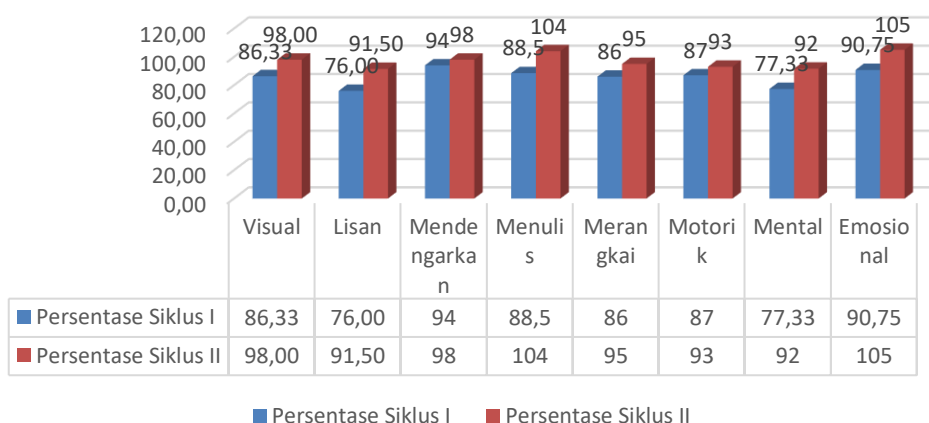 120,00
100,00
80,00
60,00
40,00
20,00
0,00
86,33 98,00
76,00 91,50
94 98
88,5 104
86 95
87 93
77,33 92
90,75 105
Visual Lisan Mende Menuli Meran Motori Mental Emosio
ngarka s gkai k nal
n
Persentase Siklus I 86,33 76,00 94 88,5 86 87 77,33 90,75
Persentase Siklus II 98,00 91,50 98 104 95 93 92 105
Persentase Siklus I Persentase Siklus II